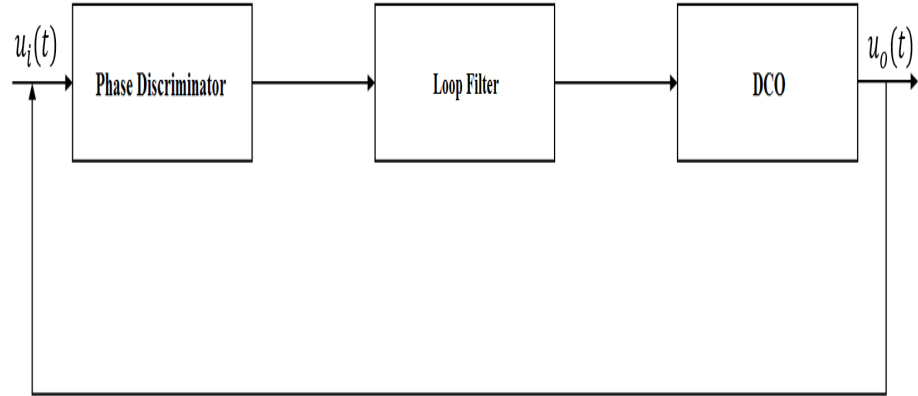 u_i(t)
Phase Discriminator
Loop Filter
DCO
u_o(t)